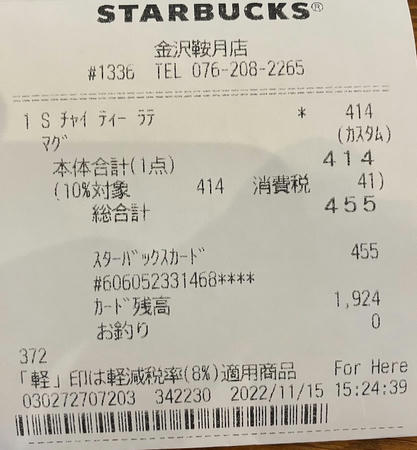 STARBUCKS®
金沢鞍月店
#1336 TEL 076-208-2265
1 S ﾁｬｲ ﾃｨｰ ﾗﾃ * 414
ﾏｸﾞ (ｶｽﾀﾑ)
本体合計(1点) 414
(10%対象 414 消費税 41)
総合計 455
ｽﾀｰﾊﾞｯｸｽｶｰﾄﾞ 455
#606052331468****
ｶｰﾄﾞ残高 1,924
お釣り 0
372
「軽」印は軽減税率(8%)適用商品 For Here
030272707203 342230 2022/11/15 15:24:39